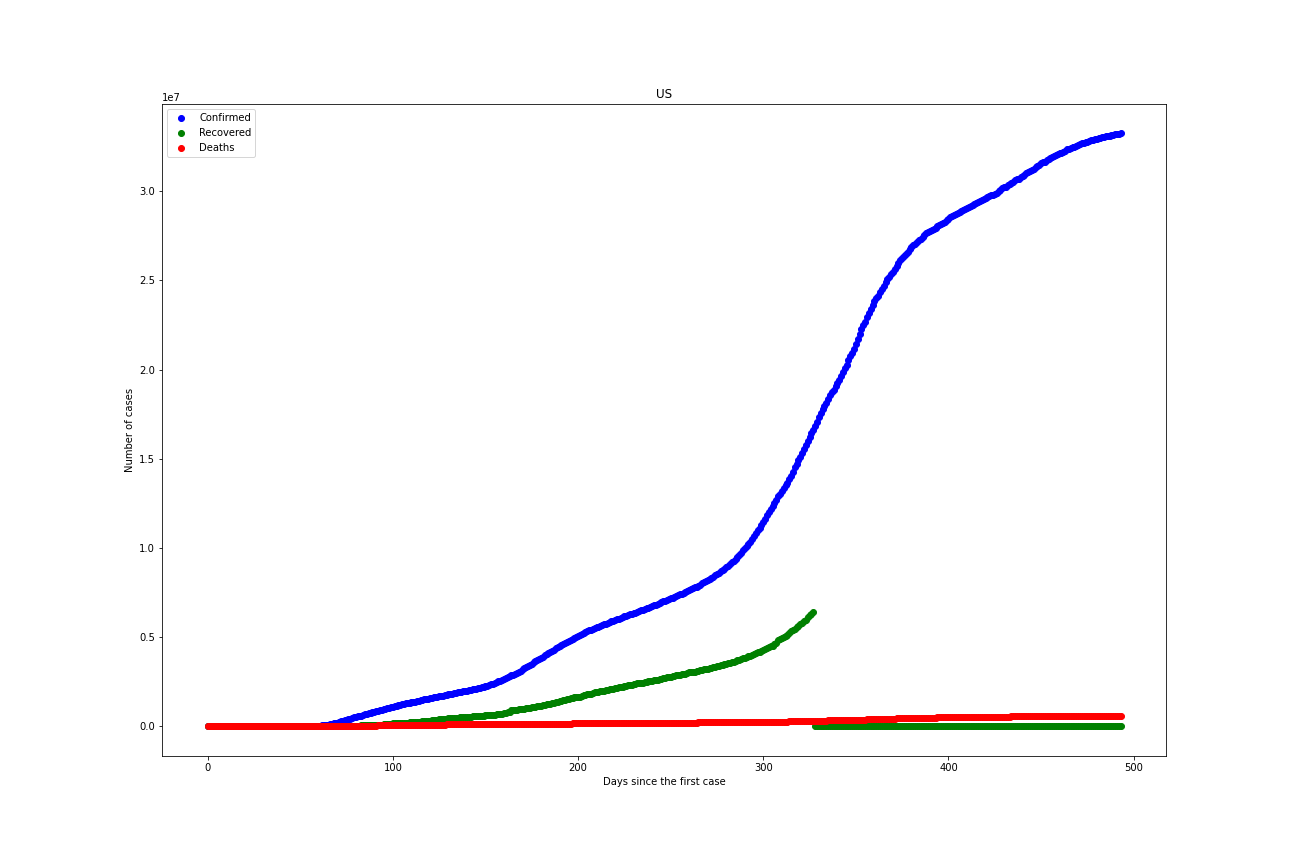 US
1e7
Confirmed
Recovered
Deaths
3.0
2.5
2.0
1.5
1.0
0.5
0.0
Number of cases
0 100 200 300 400 500
Days since the first case